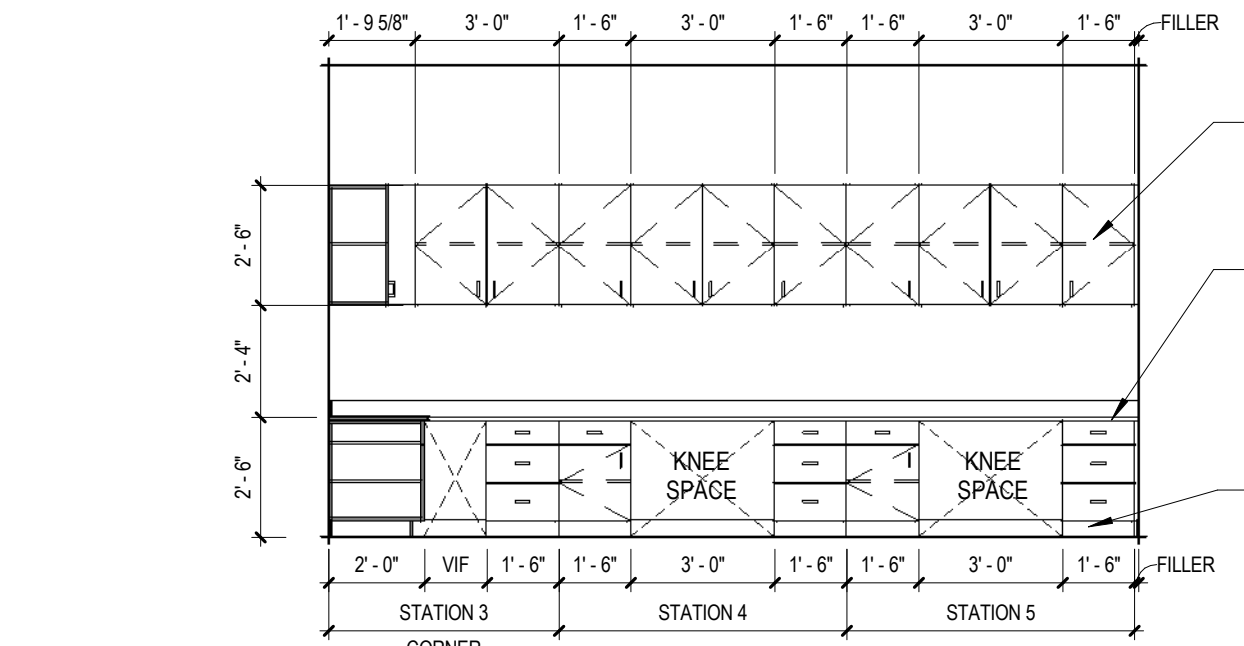 1' - 9 5/8" 3' - 0" 1' - 6" 3' - 0" 1' - 6" 1' - 6" 3' - 0" 1' - 6" FILLER
2' - 6"
2' - 4"
2' - 6"
KNEE
SPACE
KNEE
SPACE
2' - 0" VIF 1' - 6" 1' - 6" 3' - 0" 1' - 6" 1' - 6" 3' - 0" 1' - 6" FILLER
STATION 3 STATION 4 STATION 5
CORNER